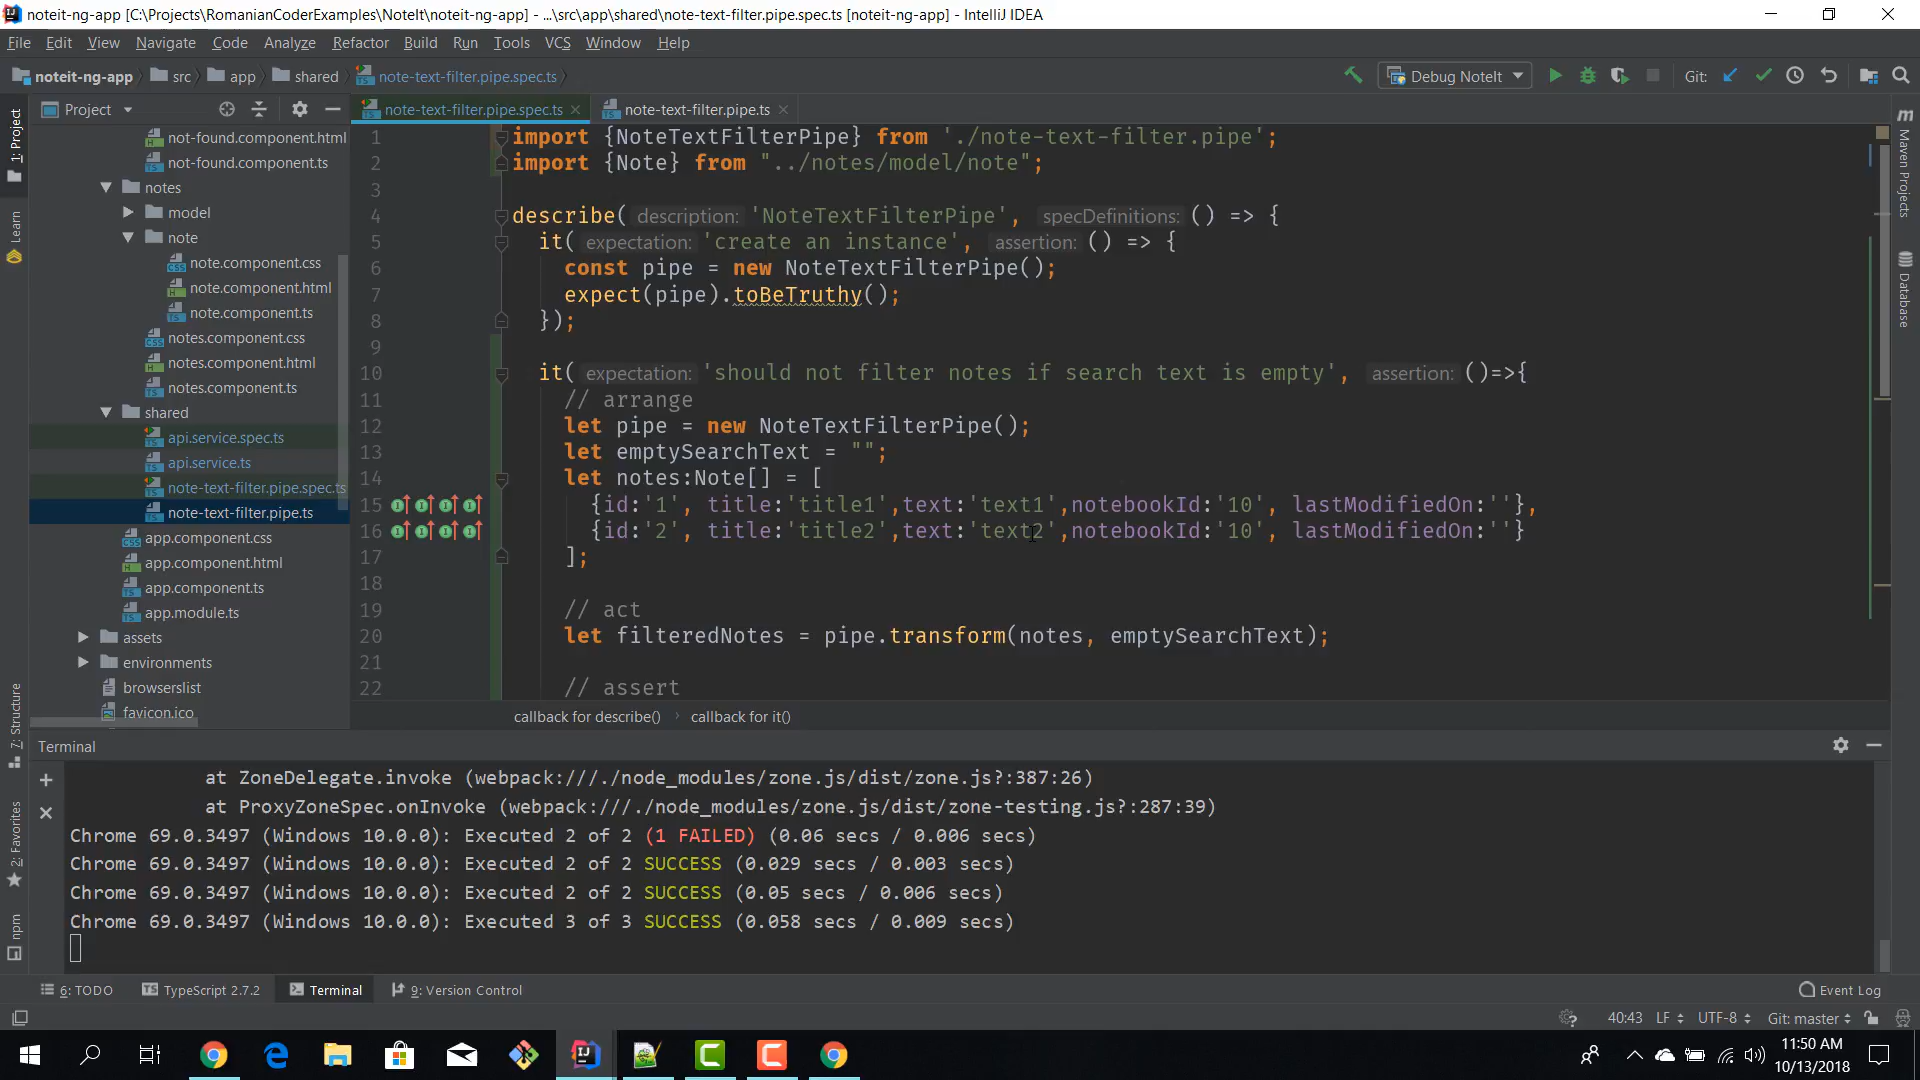 noteit-ng-app [C:\Projects\RomanianCoderExamples\NoteIt\noteit-ng-app] - ...\src\app\shared\note-text-filter.pipe.spec.ts [noteit-ng-app] - IntelliJ IDEA
File Edit View Navigate Code Analyze Refactor Build Run Tools VCS Window Help
noteit-ng-app src app shared note-text-filter.pipe.spec.ts Debug NoteIt Git:
Project note-text-filter.pipe.spec.ts note-text-filter.pipe.ts
1: Project
Learn
7: Structure
2: Favorites
npm
not-found.component.html
not-found.component.ts
notes
model
note
note.component.css
note.component.html
note.component.ts
notes.component.css
notes.component.html
notes.component.ts
shared
api.service.spec.ts
api.service.ts
note-text-filter.pipe.spec.ts
note-text-filter.pipe.ts
app.component.css
app.component.html
app.component.ts
app.module.ts
assets
environments
browserslist
favicon.ico
1 import {NoteTextFilterPipe} from './note-text-filter.pipe';
2 import {Note} from "../notes/model/note";
3
4 describe( description: 'NoteTextFilterPipe', specDefinitions: () => {
5 it( expectation: 'create an instance', assertion: () => {
6 const pipe = new NoteTextFilterPipe();
7 expect(pipe).toBeTruthy();
8 });
9
10 it( expectation: 'should not filter notes if search text is empty', assertion: ()=>{
11 // arrange
12 let pipe = new NoteTextFilterPipe();
13 let emptySearchText = "";
14 let notes:Note[] = [
15 {id:'1', title:'title1',text:'text1',notebookId:'10', lastModifiedOn:''},
16 {id:'2', title:'title2',text:'text2',notebookId:'10', lastModifiedOn:''}
17 ];
18
19 // act
20 let filteredNotes = pipe.transform(notes, emptySearchText);
21
22 // assert
callback for describe() › callback for it()
Maven Projects
Database
Terminal
at ZoneDelegate.invoke (webpack:///./node_modules/zone.js/dist/zone.js?:387:26)
at ProxyZoneSpec.onInvoke (webpack:///./node_modules/zone.js/dist/zone-testing.js?:287:39)
Chrome 69.0.3497 (Windows 10.0.0): Executed 2 of 2 (1 FAILED) (0.06 secs / 0.006 secs)
Chrome 69.0.3497 (Windows 10.0.0): Executed 2 of 2 SUCCESS (0.029 secs / 0.003 secs)
Chrome 69.0.3497 (Windows 10.0.0): Executed 2 of 2 SUCCESS (0.05 secs / 0.006 secs)
Chrome 69.0.3497 (Windows 10.0.0): Executed 3 of 3 SUCCESS (0.058 secs / 0.009 secs)
6: TODO TypeScript 2.7.2 Terminal 9: Version Control Event Log
40:43 LF UTF-8 Git: master
11:50 AM
10/13/2018